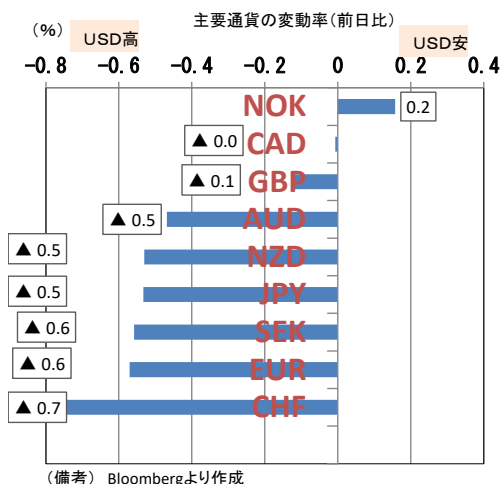 主要通貨の変動率(前日比)
(%) USD高 USD安
-0.8 -0.6 -0.4 -0.2 0 0.2 0.4
NOK 0.2
▲ 0.0 CAD
▲ 0.1 GBP
▲ 0.5 AUD
▲ 0.5 NZD
▲ 0.5 JPY
▲ 0.6 SEK
▲ 0.6 EUR
▲ 0.7 CHF
(備考) Bloombergより作成